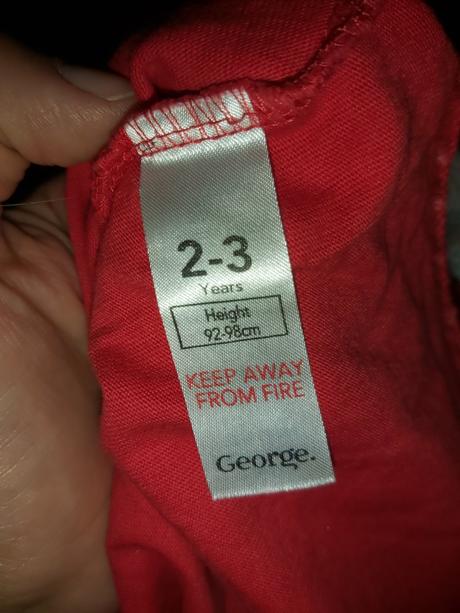 2-3
Years
Height
92-98cm
KEEP AWAY
FROM FIRE
George.